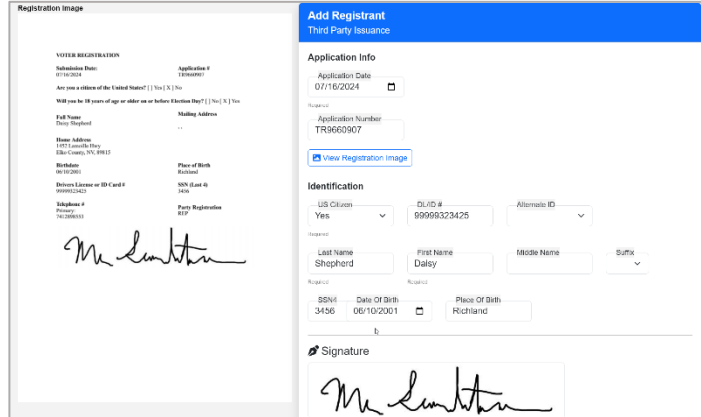 Registration Image
VOTER REGISTRATION
Submission Date:
07/16/2024
Application #
TR9660907
Are you a citizen of the United States? [ ] Yes [ X ] No
Will you be 18 years of age or older on or before Election Day? [ ] No [ X ] Yes
Full Name
Daisy Shepherd
Mailing Address
, ,
Home Address
1457 Lamoille Hwy
Elko County, NV, 89815
Birthdate
06/10/2001
Place of Birth
Richland
Drivers License or ID Card #
99999323425
SSN (Last 4)
3456
Telephone #
Primary:
Party Registration
REP
Add Registrant
Third Party Issuance
Application Info
Application Date
07/16/2024
Required
Application Number
TR9660907
View Registration Image
Identification
US Citizen
Yes
DL/ID #
99999323425
Alternate ID
Required
Last Name
Shepherd
First Name
Daisy
Middle Name
Suffix
Required
Required
SSN4
3456
Date Of Birth
06/10/2001
Place Of Birth
Richland
Signature